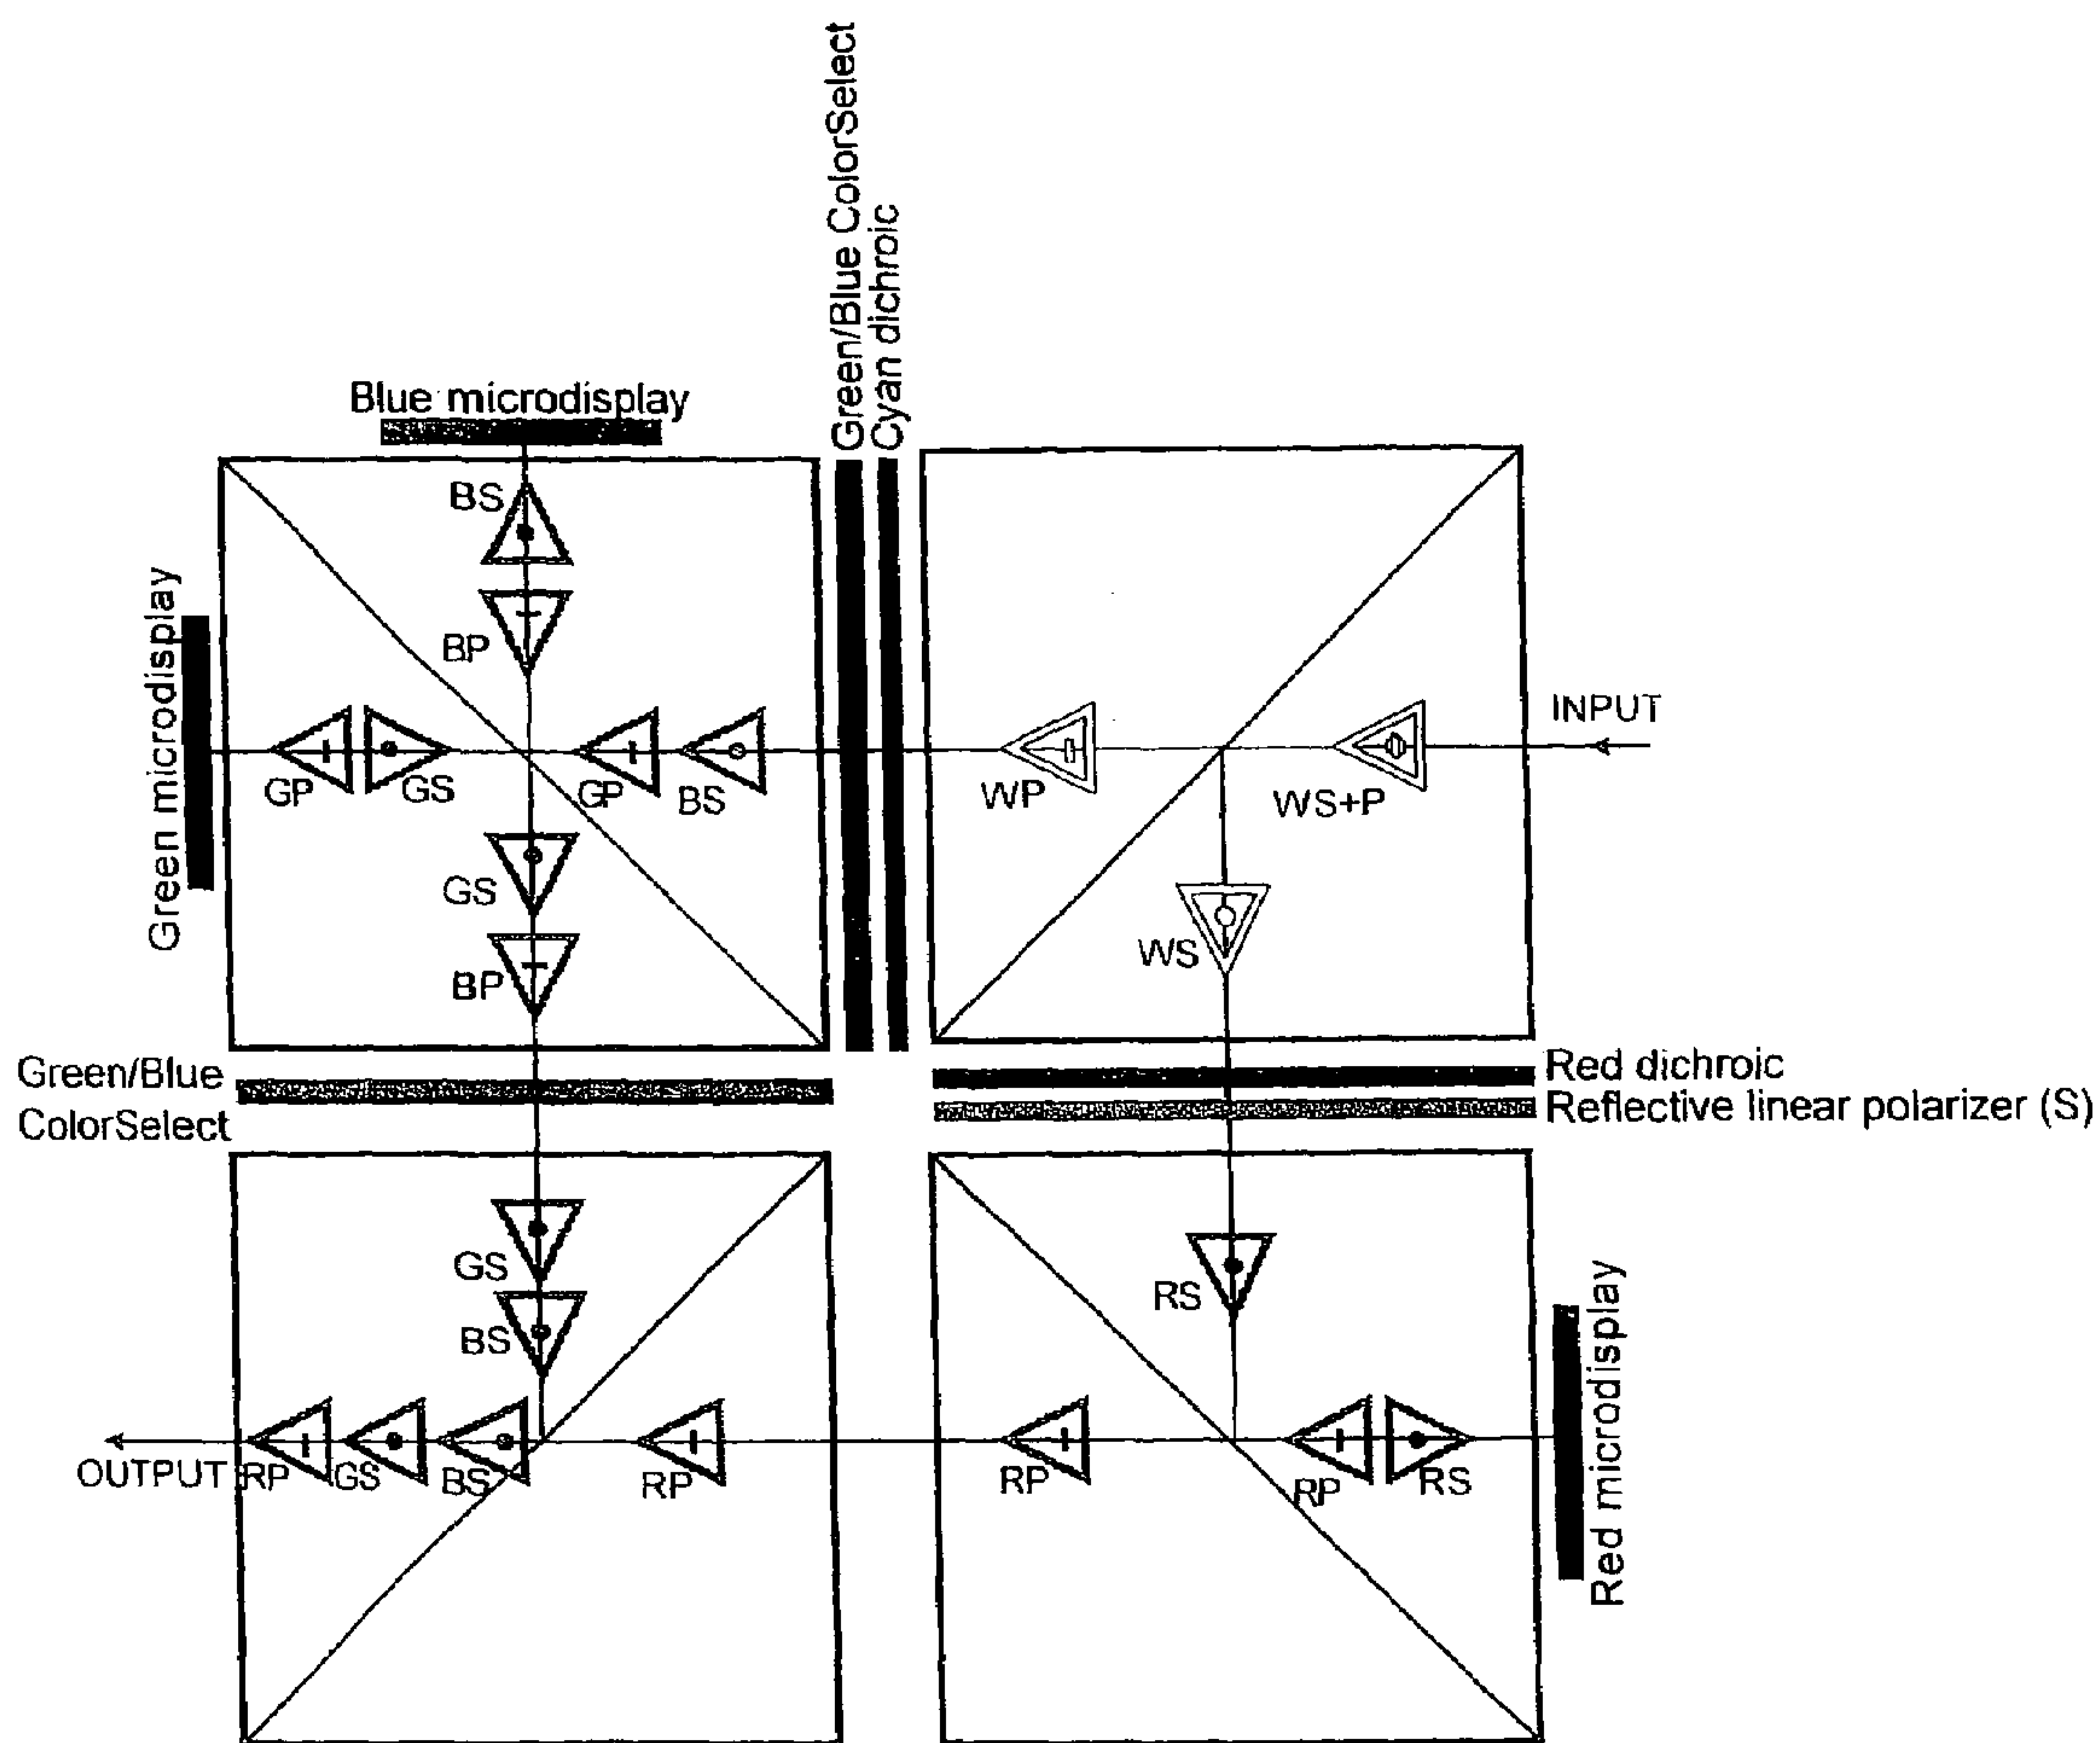 Green/Blue ColorSelect
Cyan dichroic
Blue microdisplay
BS
BP
Green microdisplay
GP
GS
GP
BS
WP
WS+P
INPUT
GS
BP
WS
Green/Blue
ColorSelect
Red dichroic
Reflective linear polarizer (S)
GS
BS
RS
Red microdisplay
OUTPUT
RP
GS
BS
RP
RP
RP
RS